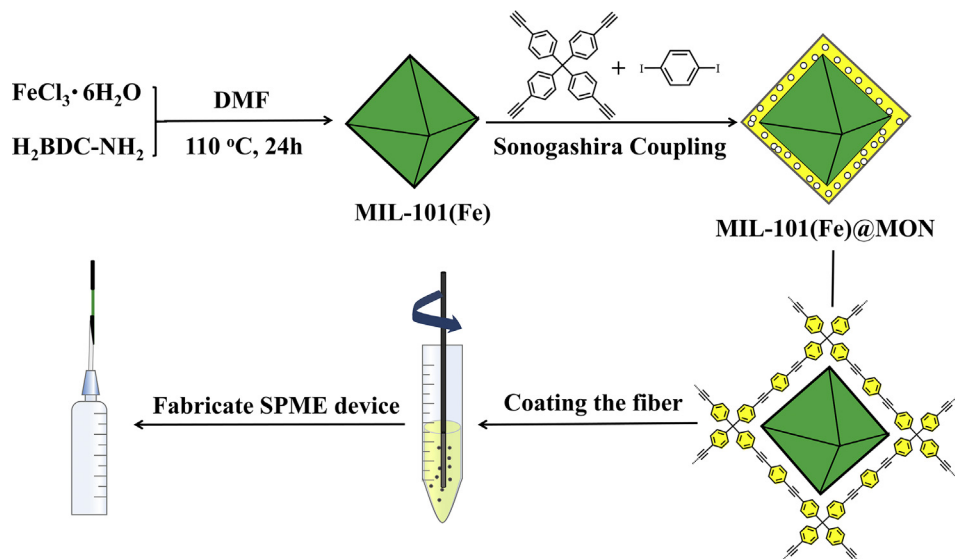 FeCl₃· 6H₂O
H₂BDC-NH₂
DMF
110 °C, 24h
MIL-101(Fe)
+
I
I
Sonogashira Coupling
MIL-101(Fe)@MON
Coating the fiber
Fabricate SPME device